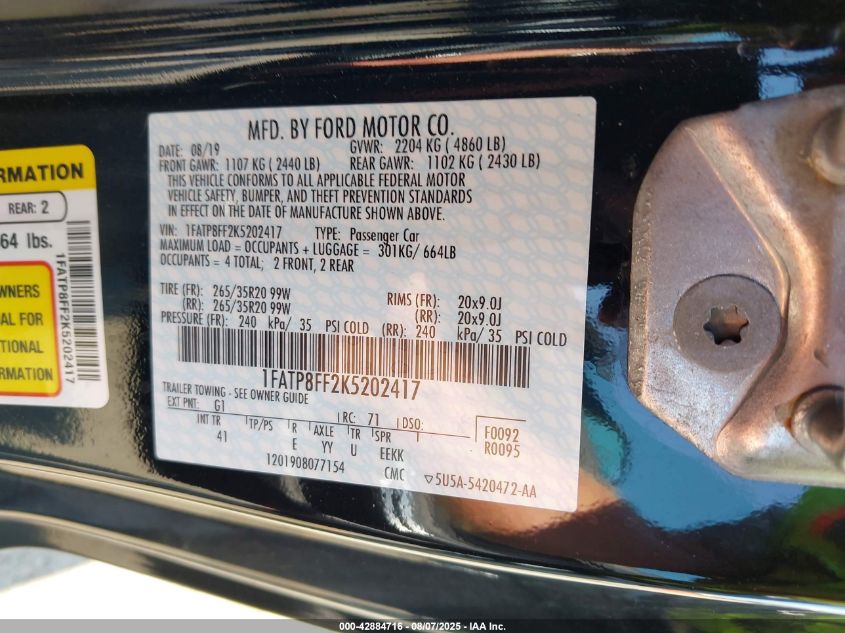 RMATION
REAR: 2
64 lbs.
1FATP8FF2K5202417
WNERS
AL FOR
TIONAL
ORMATION
MFD. BY FORD MOTOR CO.
DATE: 08/19 GVWR: 2204 KG ( 4860 LB)
FRONT GAWR: 1107 KG ( 2440 LB) REAR GAWR: 1102 KG ( 2430 LB)
THIS VEHICLE CONFORMS TO ALL APPLICABLE FEDERAL MOTOR
VEHICLE SAFETY, BUMPER, AND THEFT PREVENTION STANDARDS
IN EFFECT ON THE DATE OF MANUFACTURE SHOWN ABOVE.
VIN: 1FATP8FF2K5202417 TYPE: Passenger Car
MAXIMUM LOAD = OCCUPANTS + LUGGAGE = 301KG/ 664LB
OCCUPANTS = 4 TOTAL; 2 FRONT, 2 REAR
TIRE (FR): 265/35R20 99W RIMS (FR): 20x9.0J
(RR): 265/35R20 99W (RR): 20x9.0J
PRESSURE (FR): 240 kPa/ 35 PSI COLD (RR): 240 kPa/ 35 PSI COLD
1FATP8FF2K5202417
TRAILER TOWING - SEE OWNER GUIDE
EXT PNT: G1 RC: 71 DSO: F0092
INT TR TP/PS R AXLE TR SPR R0095
41 E YY U EEKK
1201908077154 CMC ▽5U5A-5420472-AA
000-42884716 - 08/07/2025 - IAA Inc.